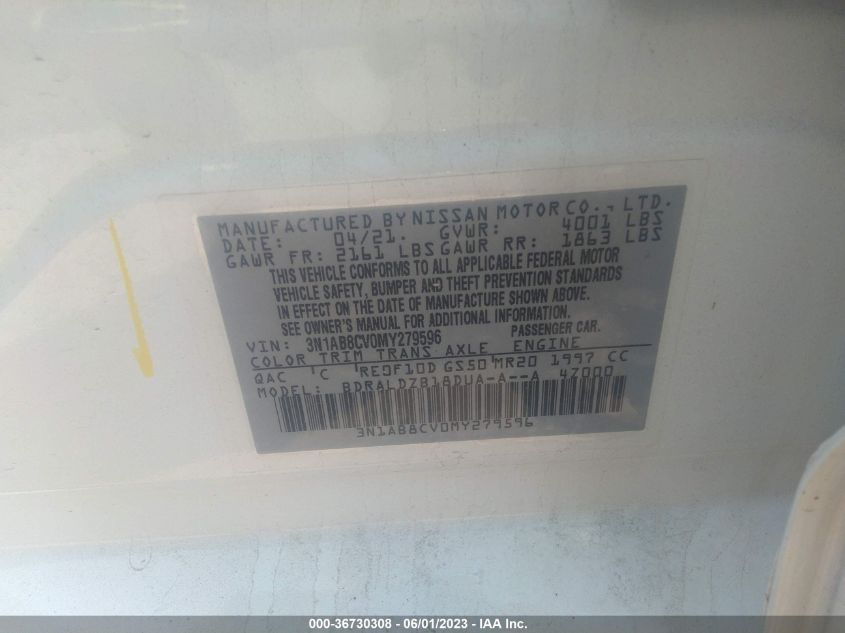 MANUFACTURED BY NISSAN MOTOR CO., LTD.
DATE: 04/21. GVWR: 4001 LBS
GAWR FR: 2161 LBS GAWR RR: 1863 LBS
THIS VEHICLE CONFORMS TO ALL APPLICABLE FEDERAL MOTOR
VEHICLE SAFETY, BUMPER AND THEFT PREVENTION STANDARDS
IN EFFECT ON THE DATE OF MANUFACTURE SHOWN ABOVE.
SEE OWNER'S MANUAL FOR ADDITIONAL INFORMATION.
VIN: 3N1AB8CV0MY279596 PASSENGER CAR.
COLOR TRIM TRANS AXLE ENGINE
QAC C RE0F10D GS50 MR20 1997 CC
MODEL: BDRALDZB18DUA-A--A 4Z000
3N1AB8CV0MY279596
000-36730308 - 06/01/2023 - IAA Inc.